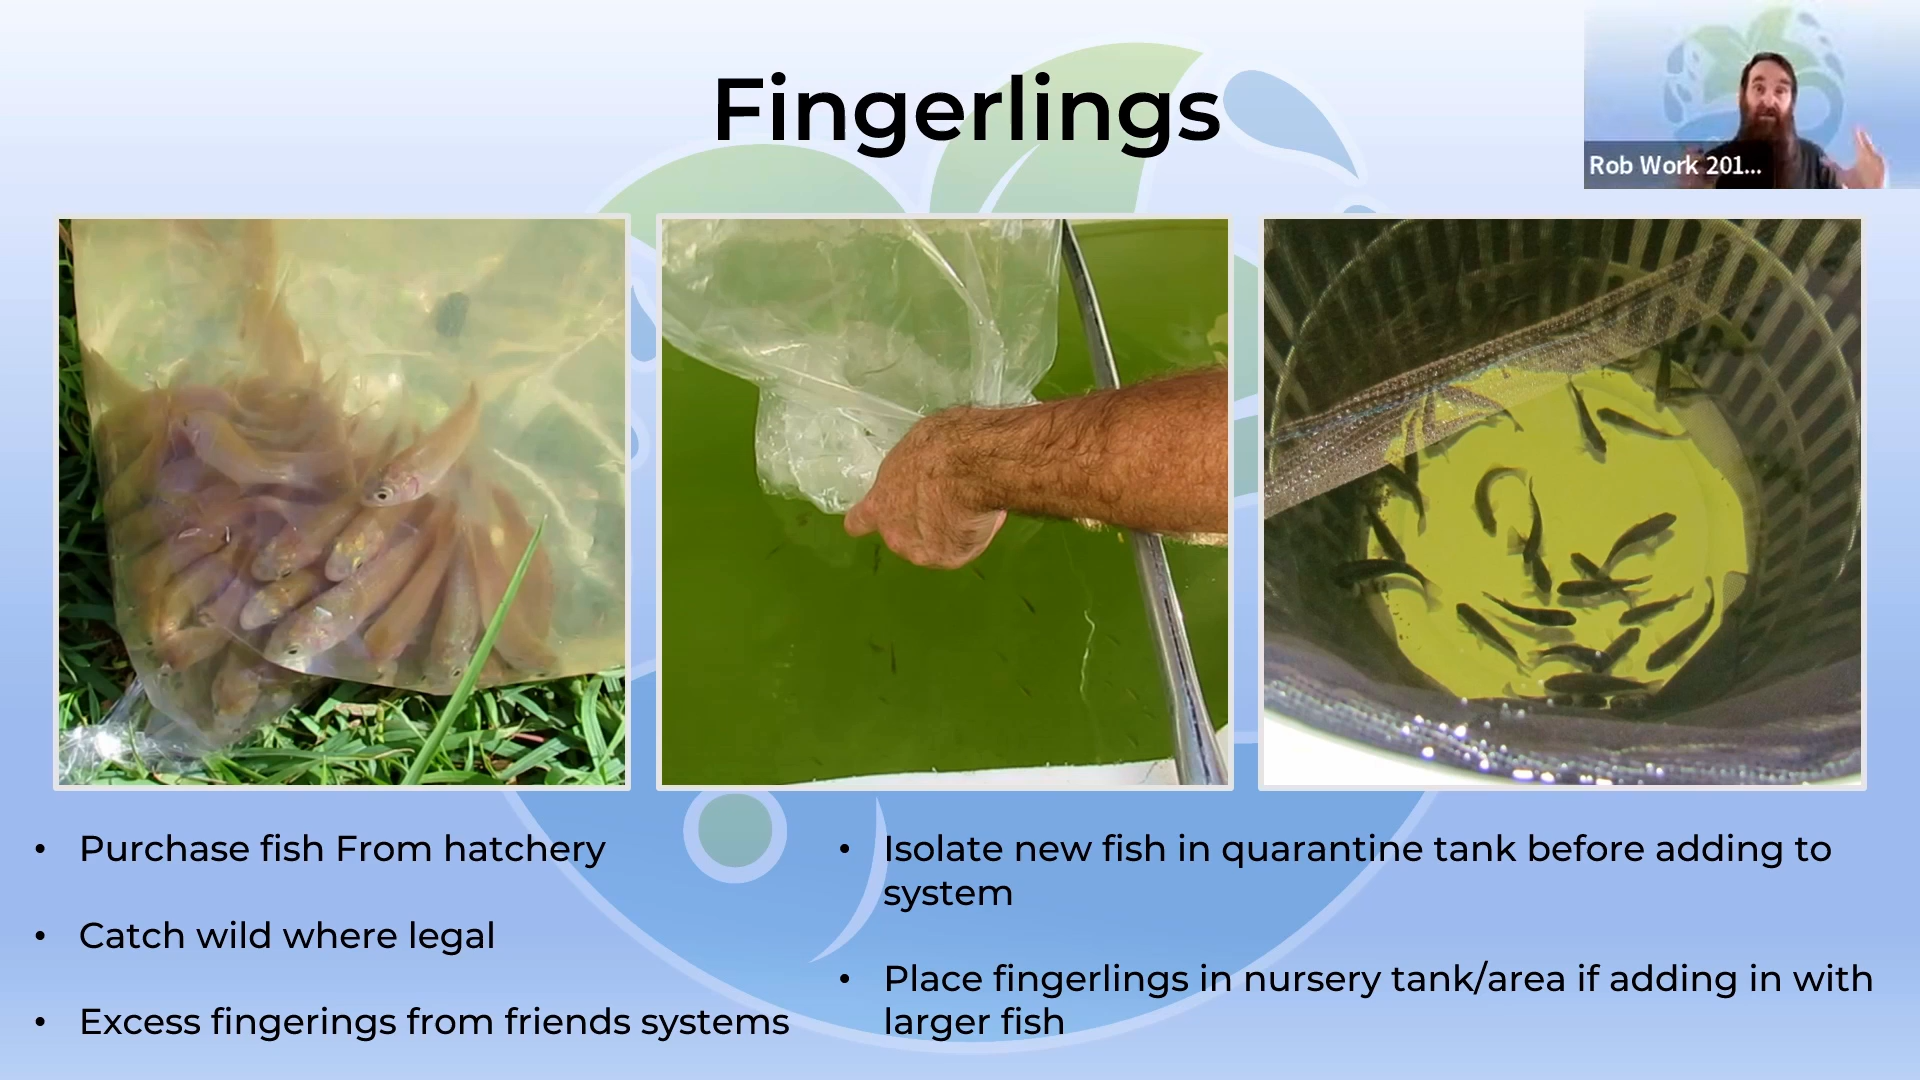 Fingerlings
Rob Work 201...
• Purchase fish From hatchery
• Catch wild where legal
• Excess fingerings from friends systems
• Isolate new fish in quarantine tank before adding to
system
• Place fingerlings in nursery tank/area if adding in with
larger fish